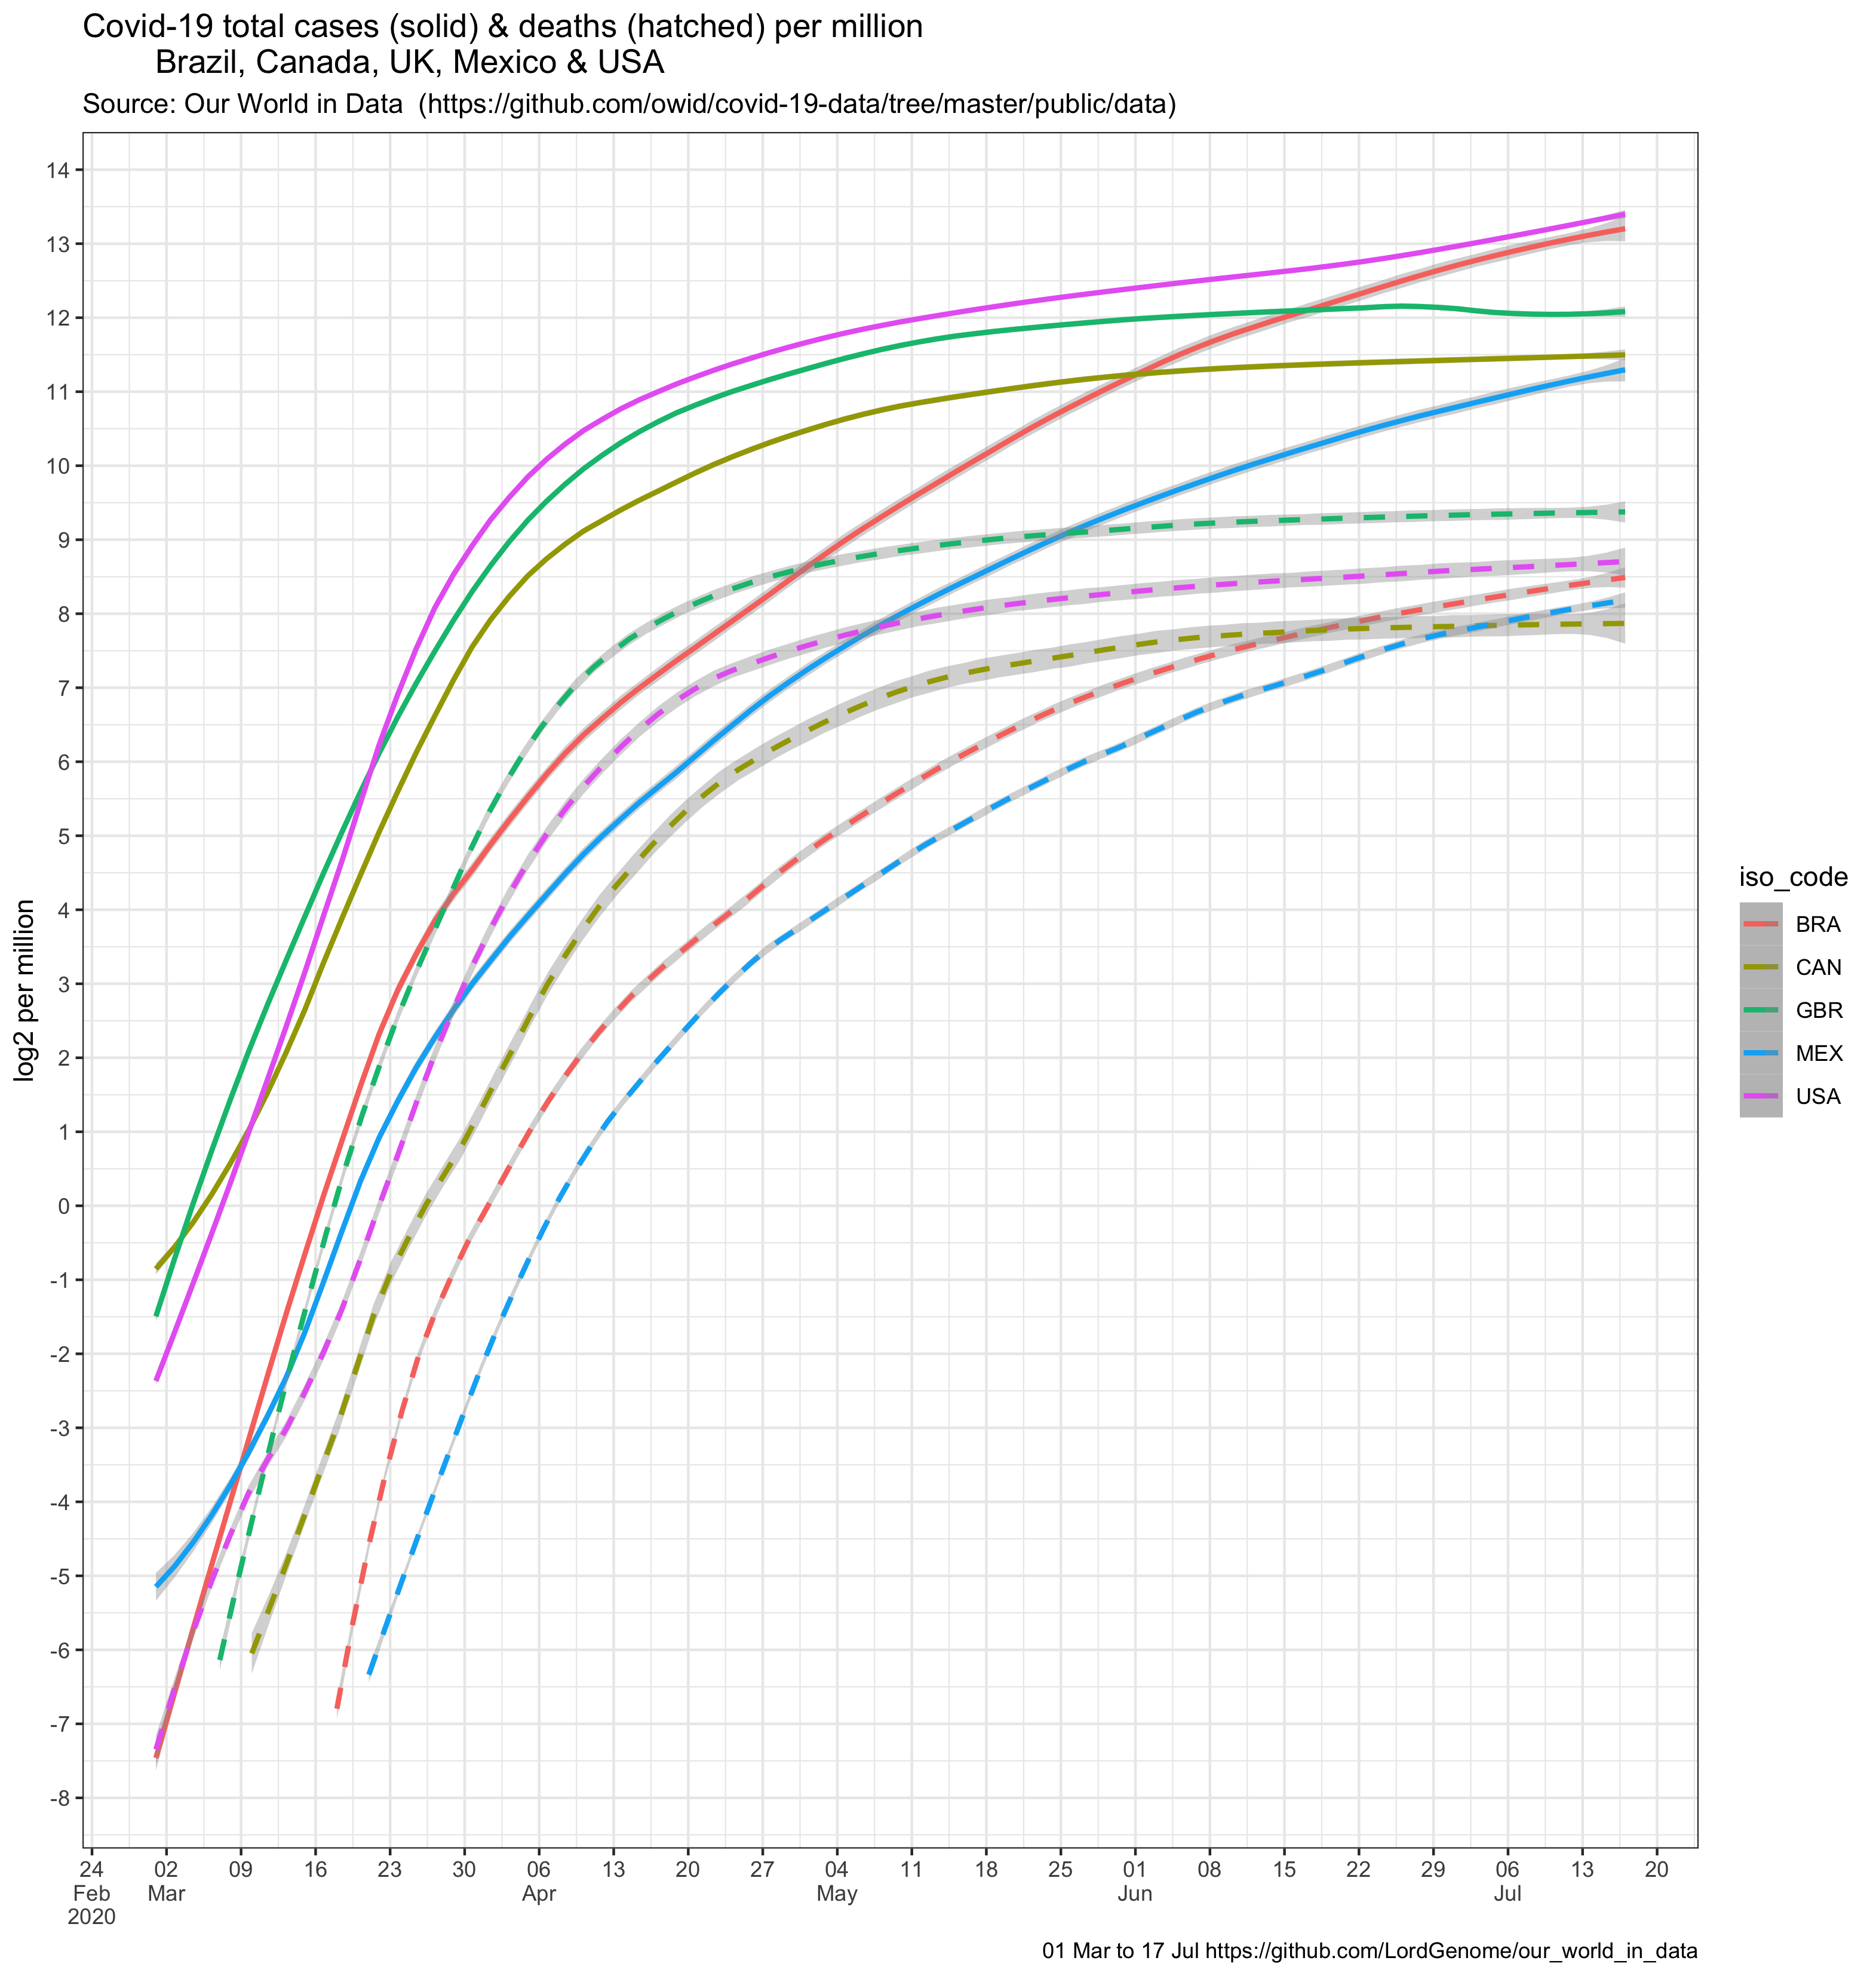 Covid-19 total cases (solid) & deaths (hatched) per million
Brazil, Canada, UK, Mexico & USA
Source: Our World in Data  (https://github.com/owid/covid-19-data/tree/master/public/data)
14
13
12
11
10
9
8
7
6
5
4
3
2
1
0
-1
-2
-3
-4
-5
-6
-7
-8
log2 per million
24 02 09 16 23 30 06 13 20 27 04 11 18 25 01 08 15 22 29 06 13 20
Feb Mar Apr May Jun Jul
2020
iso_code
BRA
CAN
GBR
MEX
USA
01 Mar to 17 Jul https://github.com/LordGenome/our_world_in_data